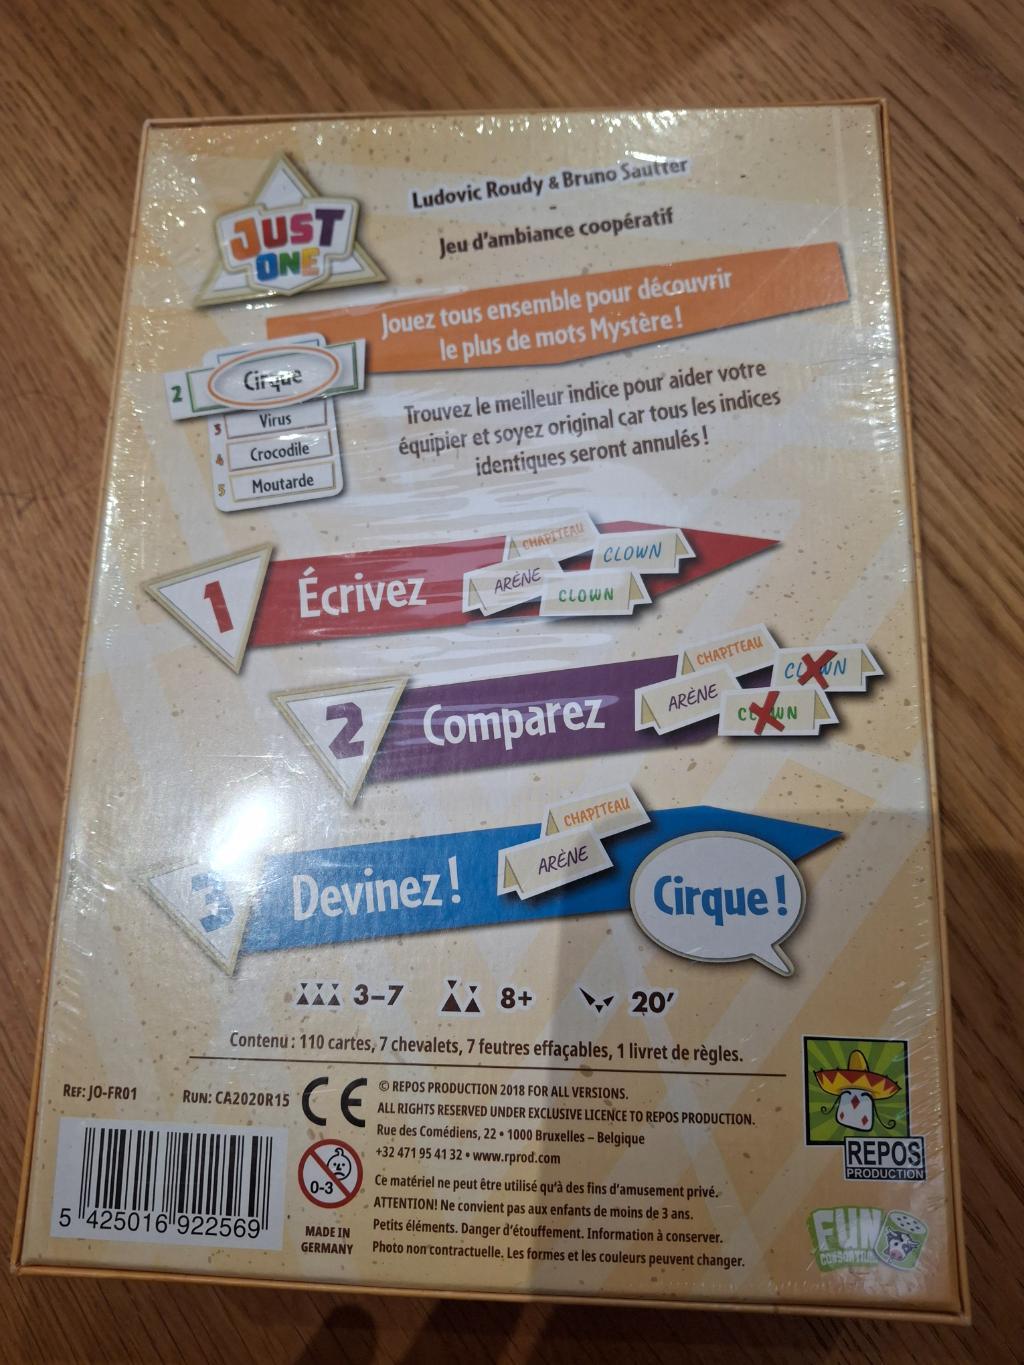 JUST
ONE
Ludovic Roudy & Bruno Sautter
-
Jeu d'ambiance coopératif
Jouez tous ensemble pour découvrir
le plus de mots Mystère !
2 Cirque
3 Virus
4 Crocodile
5 Moutarde
Trouvez le meilleur indice pour aider votre
équipier et soyez original car tous les indices
identiques seront annulés !
1 Écrivez
CHAPITEAU
CLOWN
ARÈNE
CLOWN
2 Comparez
CHAPITEAU
CLOWN
ARÈNE
CLOWN
3 Devinez !
CHAPITEAU
ARÈNE
Cirque !
3–7 8+ 20'
Contenu : 110 cartes, 7 chevalets, 7 feutres effaçables, 1 livret de règles.
REF: JO-FR01
RUN: CA2020R15
CE
© REPOS PRODUCTION 2018 FOR ALL VERSIONS.
ALL RIGHTS RESERVED UNDER EXCLUSIVE LICENCE TO REPOS PRODUCTION.
Rue des Comédiens, 22 • 1000 Bruxelles – Belgique
+32 471 95 41 32 • www.rprod.com
Ce matériel ne peut être utilisé qu'à des fins d'amusement privé.
ATTENTION! Ne convient pas aux enfants de moins de 3 ans.
Petits éléments. Danger d'étouffement. Information à conserver.
Photo non contractuelle. Les formes et les couleurs peuvent changer.
5 425016 922569
0-3
MADE IN
GERMANY
REPOS
PRODUCTION
FUN
CONSORTIUM